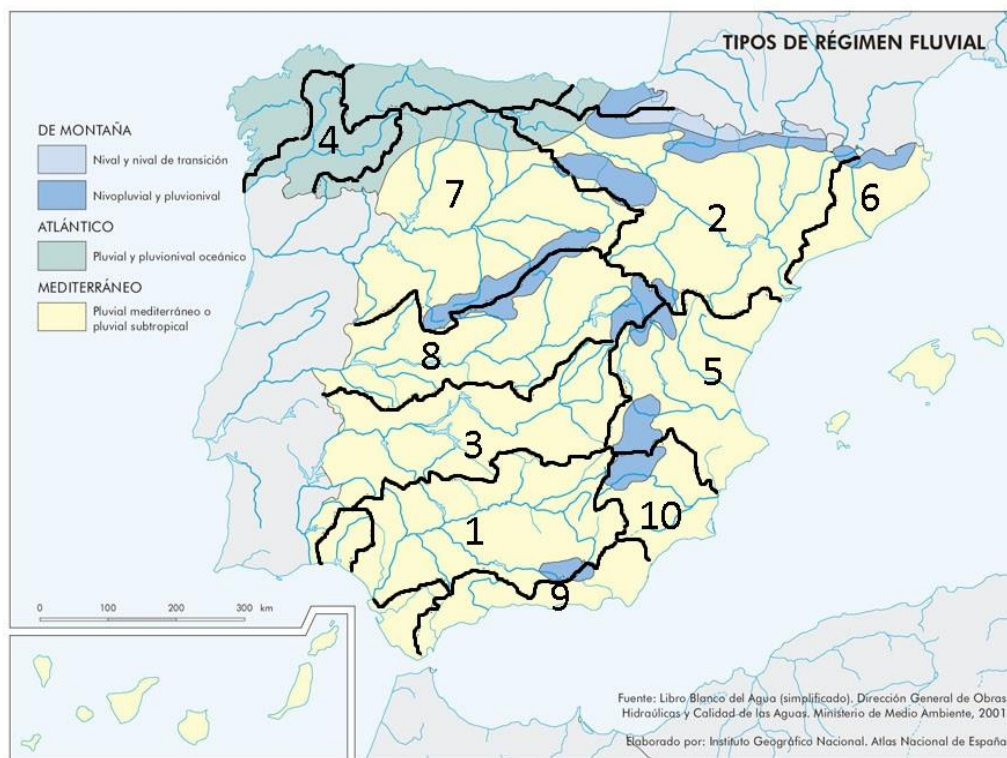 TIPOS DE RÉGIMEN FLUVIAL
DE MONTAÑA
Nival y nival de transición
Nivopluvial y pluvionival
ATLÁNTICO
Pluvial y pluvionival oceánico
MEDITERRÁNEO
Pluvial mediterráneo o
pluvial subtropical
4
7
2
6
8
5
3
10
1
9
0 100 200 300 km
Fuente: Libro Blanco del Agua (simplificado). Dirección General de Obras
Hidraúlicas y Calidad de las Aguas. Ministerio de Medio Ambiente, 2001
Elaborado por: Instituto Geográfico Nacional. Atlas Nacional de España